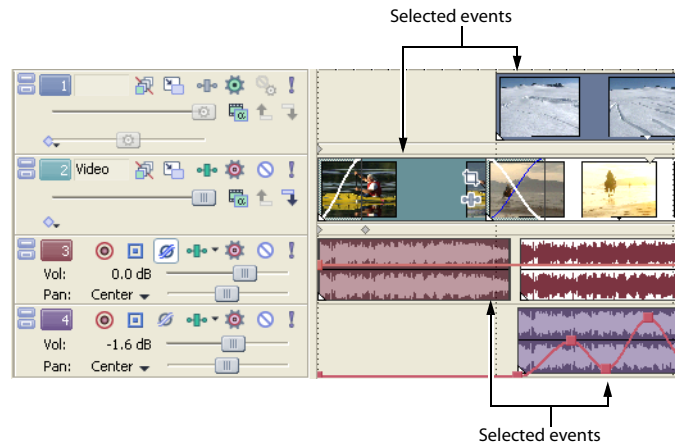 Selected events
1
2 Video
3
Vol: 0.0 dB
Pan: Center
4
Vol: -1.6 dB
Pan: Center
Selected events